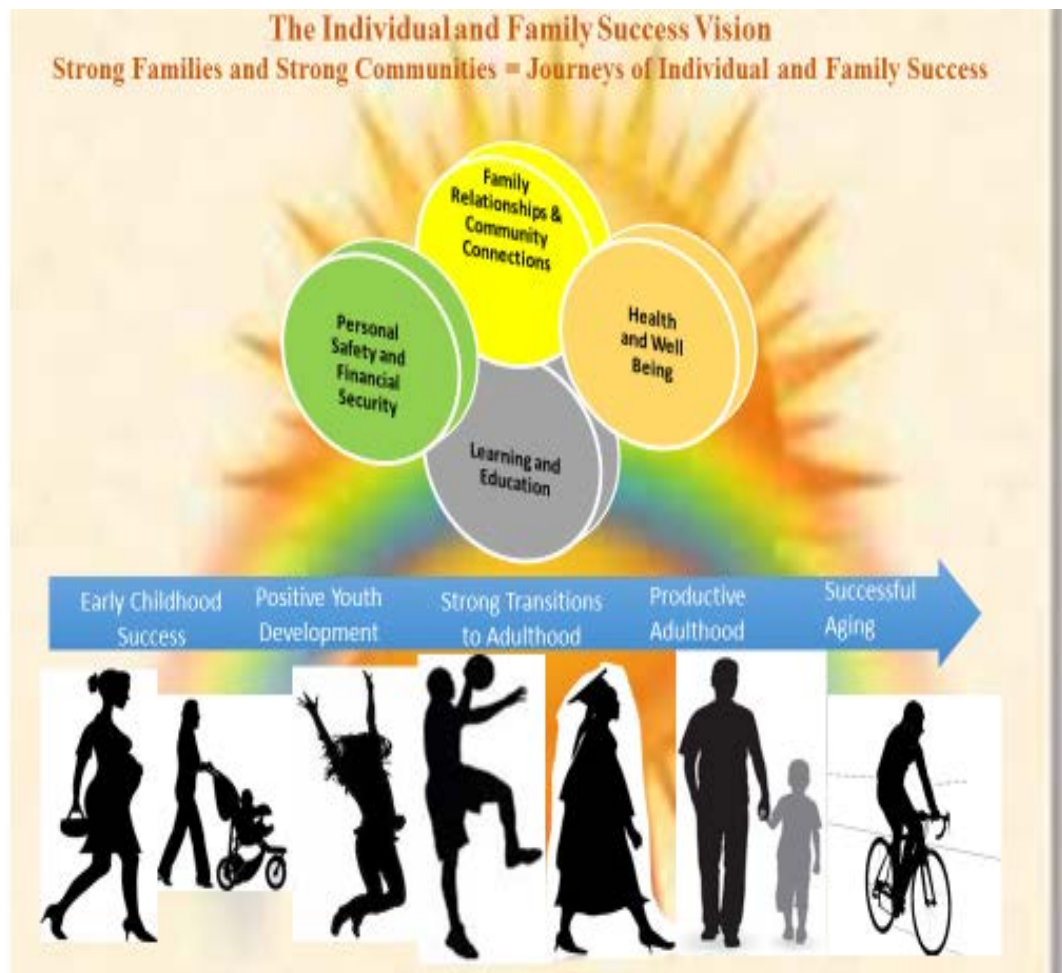 The Individual and Family Success Vision
Strong Families and Strong Communities = Journeys of Individual and Family Success
Family
Relationships &
Community
Connections
Personal
Safety and
Financial
Security
Health
and Well
Being
Learning and
Education
Early Childhood
Success
Positive Youth
Development
Strong Transitions
to Adulthood
Productive
Adulthood
Successful
Aging